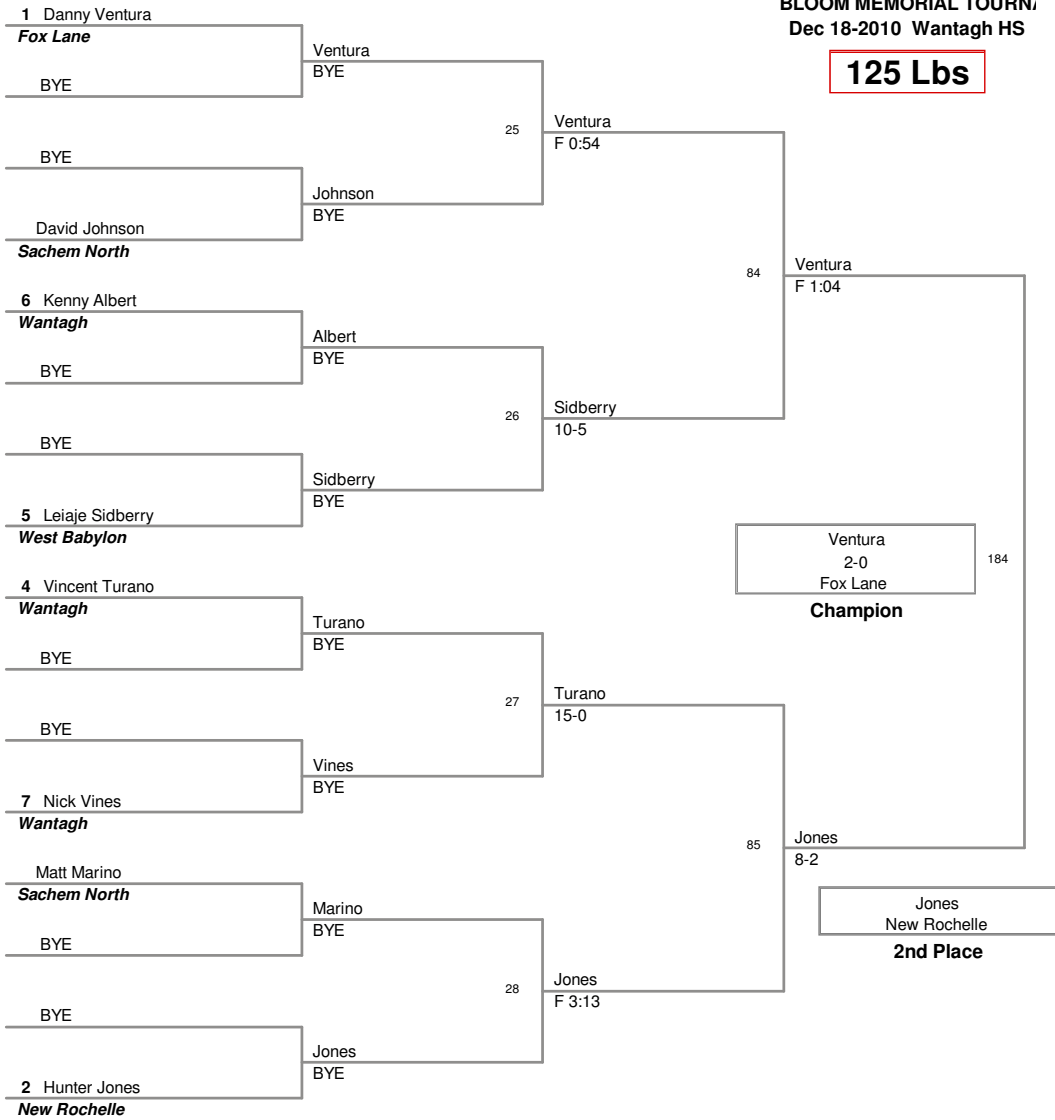 BLOOM MEMORIAL TOURNA
Dec 18-2010 Wantagh HS
125 Lbs
1 Danny Ventura
Fox Lane
Ventura
BYE
BYE
25
Ventura
F 0:54
BYE
Johnson
BYE
David Johnson
Sachem North
84
Ventura
F 1:04
6 Kenny Albert
Wantagh
Albert
BYE
BYE
26
Sidberry
10-5
BYE
Sidberry
BYE
5 Leiaje Sidberry
West Babylon
Ventura
2-0
Fox Lane
184
Champion
4 Vincent Turano
Wantagh
Turano
BYE
BYE
27
Turano
15-0
BYE
Vines
BYE
7 Nick Vines
Wantagh
85
Jones
8-2
Matt Marino
Sachem North
Marino
BYE
BYE
Jones
New Rochelle
2nd Place
28
Jones
F 3:13
BYE
Jones
BYE
2 Hunter Jones
New Rochelle